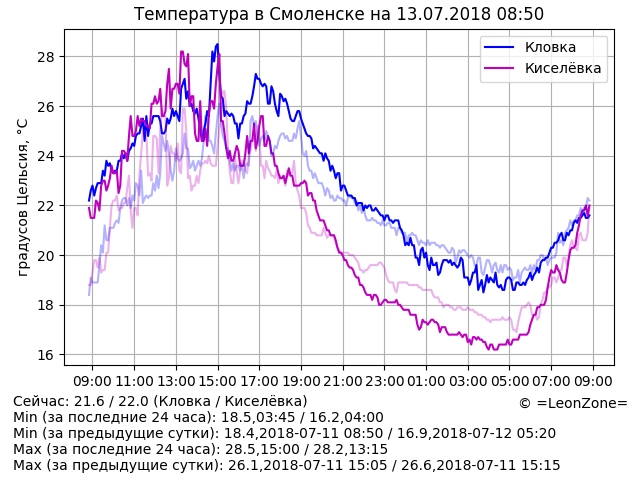 Температура в Смоленске на 13.07.2018 08:50
Кловка
Киселёвка
градусов Цельсия, °C
28
26
24
22
20
18
16
09:00 11:00 13:00 15:00 17:00 19:00 21:00 23:00 01:00 03:00 05:00 07:00 09:00
Сейчас: 21.6 / 22.0 (Кловка / Киселёвка)
© =LeonZone=
Min (за последние 24 часа): 18.5,03:45 / 16.2,04:00
Min (за предыдущие сутки): 18.4,2018-07-11 08:50 / 16.9,2018-07-12 05:20
Max (за последние 24 часа): 28.5,15:00 / 28.2,13:15
Max (за предыдущие сутки): 26.1,2018-07-11 15:05 / 26.6,2018-07-11 15:15